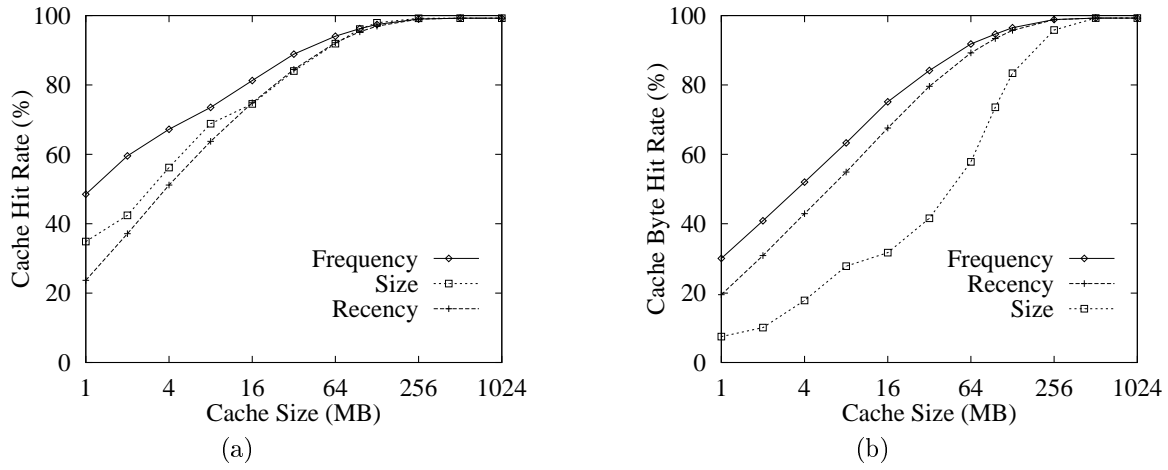 Cache Hit Rate (%)
100
80
60
40
20
0
Frequency
Size
Recency
1 4 16 64 256 1024
Cache Size (MB)
(a)
Cache Byte Hit Rate (%)
100
80
60
40
20
0
Frequency
Recency
Size
1 4 16 64 256 1024
Cache Size (MB)
(b)